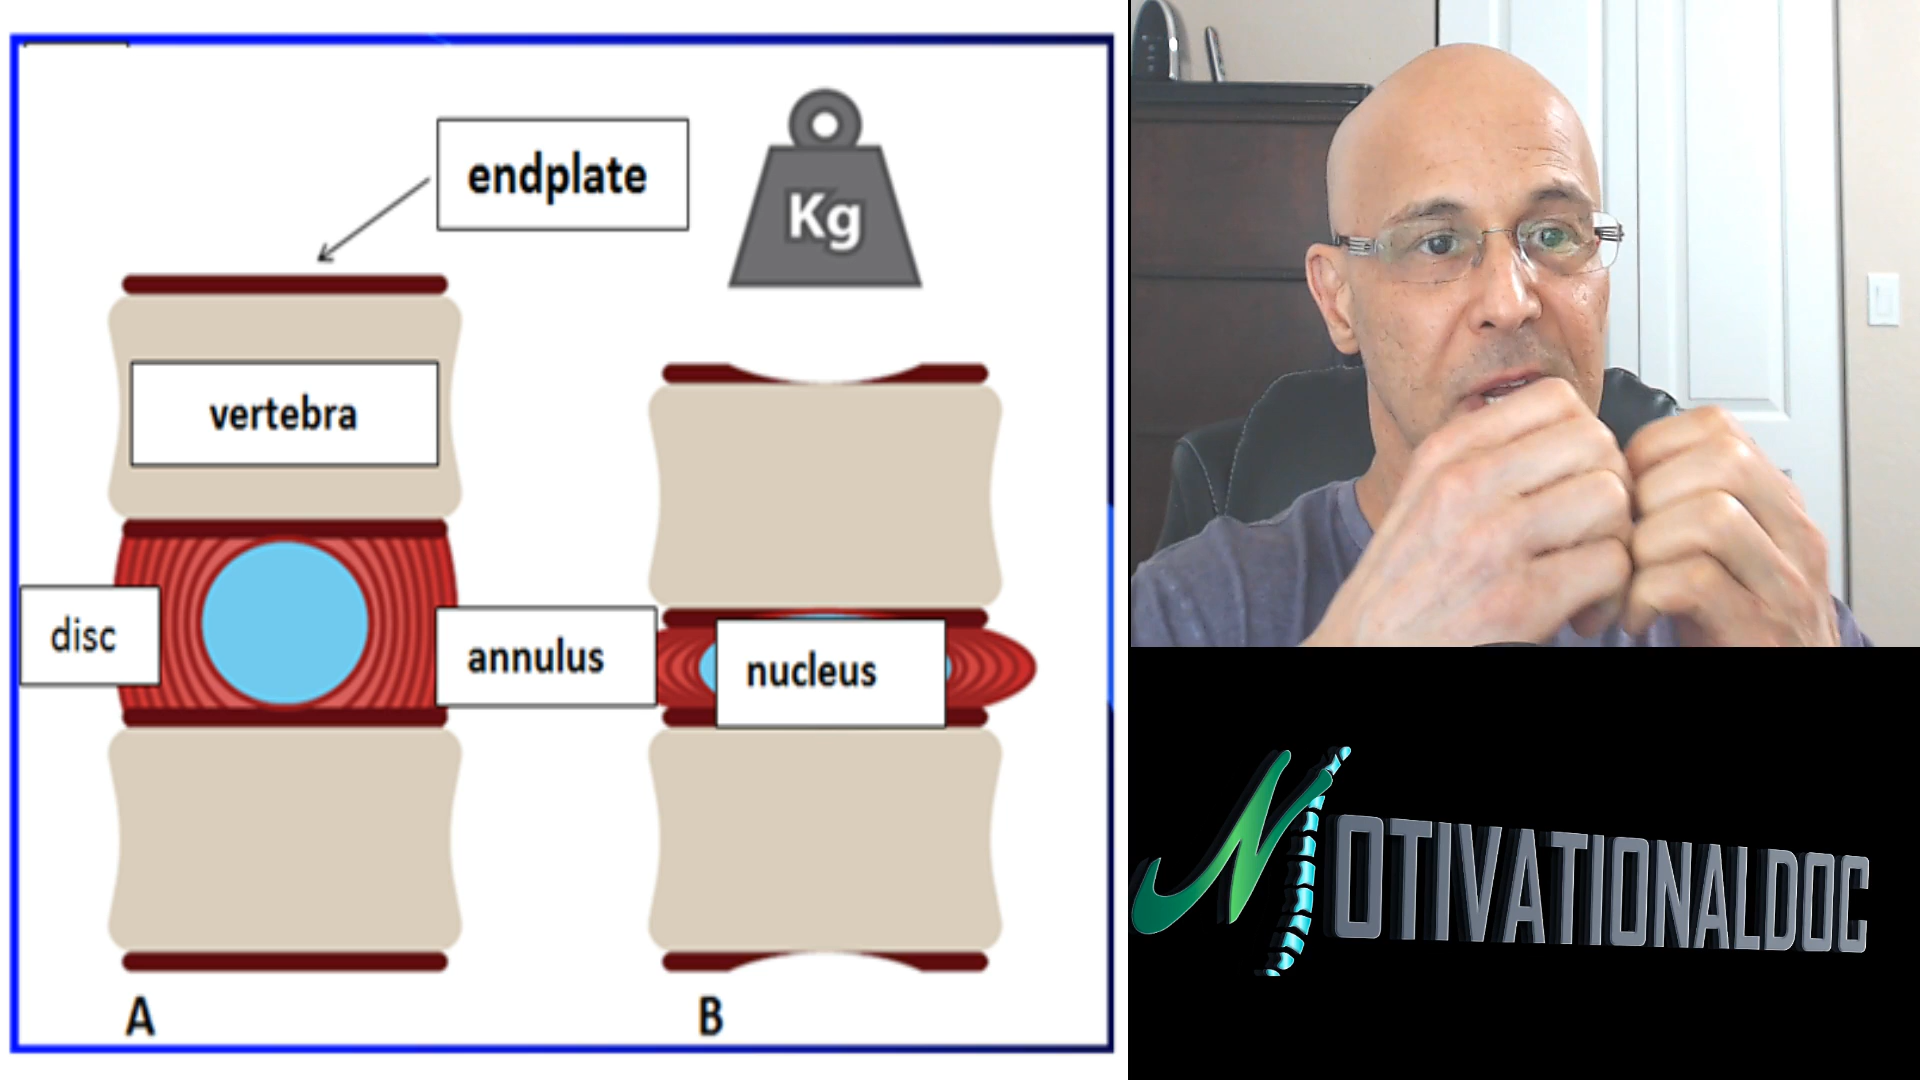 endplate
Kg
vertebra
disc
annulus
nucleus
A
B
MOTIVATIONALDOC